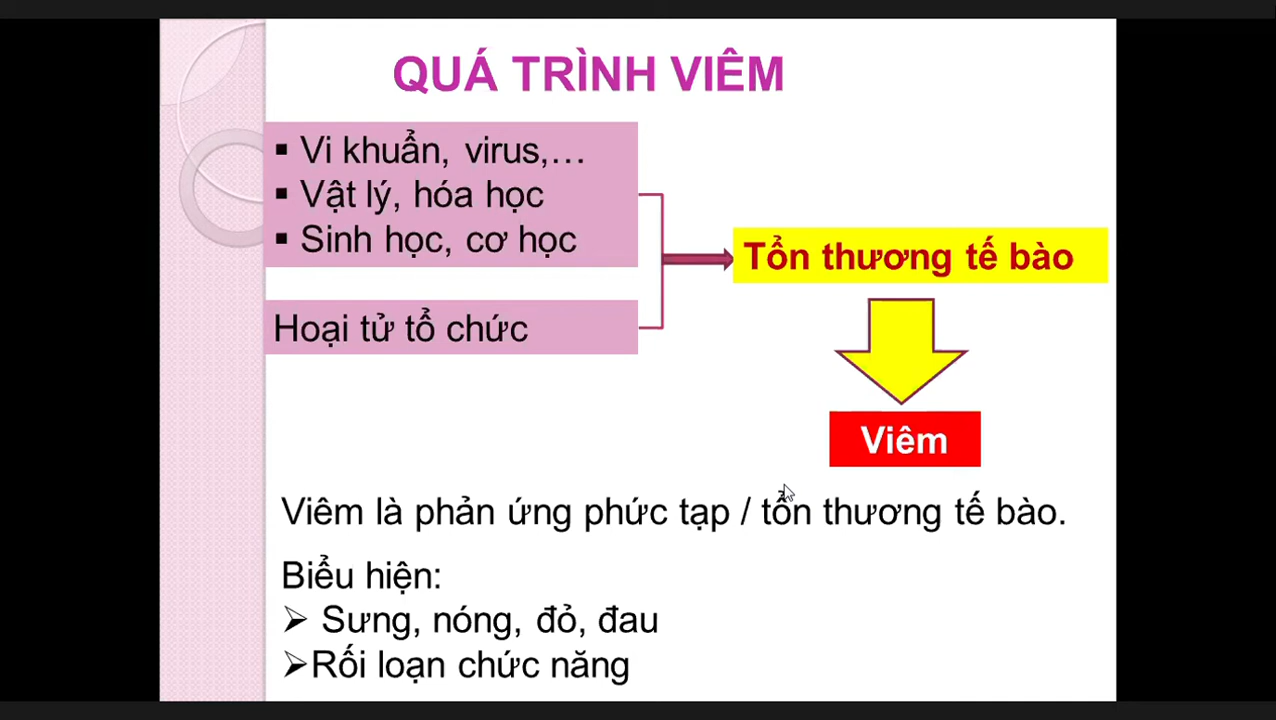 QUÁ TRÌNH VIÊM
▪ Vi khuẩn, virus,…
▪ Vật lý, hóa học
▪ Sinh học, cơ học
Hoại tử tổ chức
Tổn thương tế bào
Viêm
Viêm là phản ứng phức tạp / tổn thương tế bào.
Biểu hiện:
➢ Sưng, nóng, đỏ, đau
➢Rối loạn chức năng